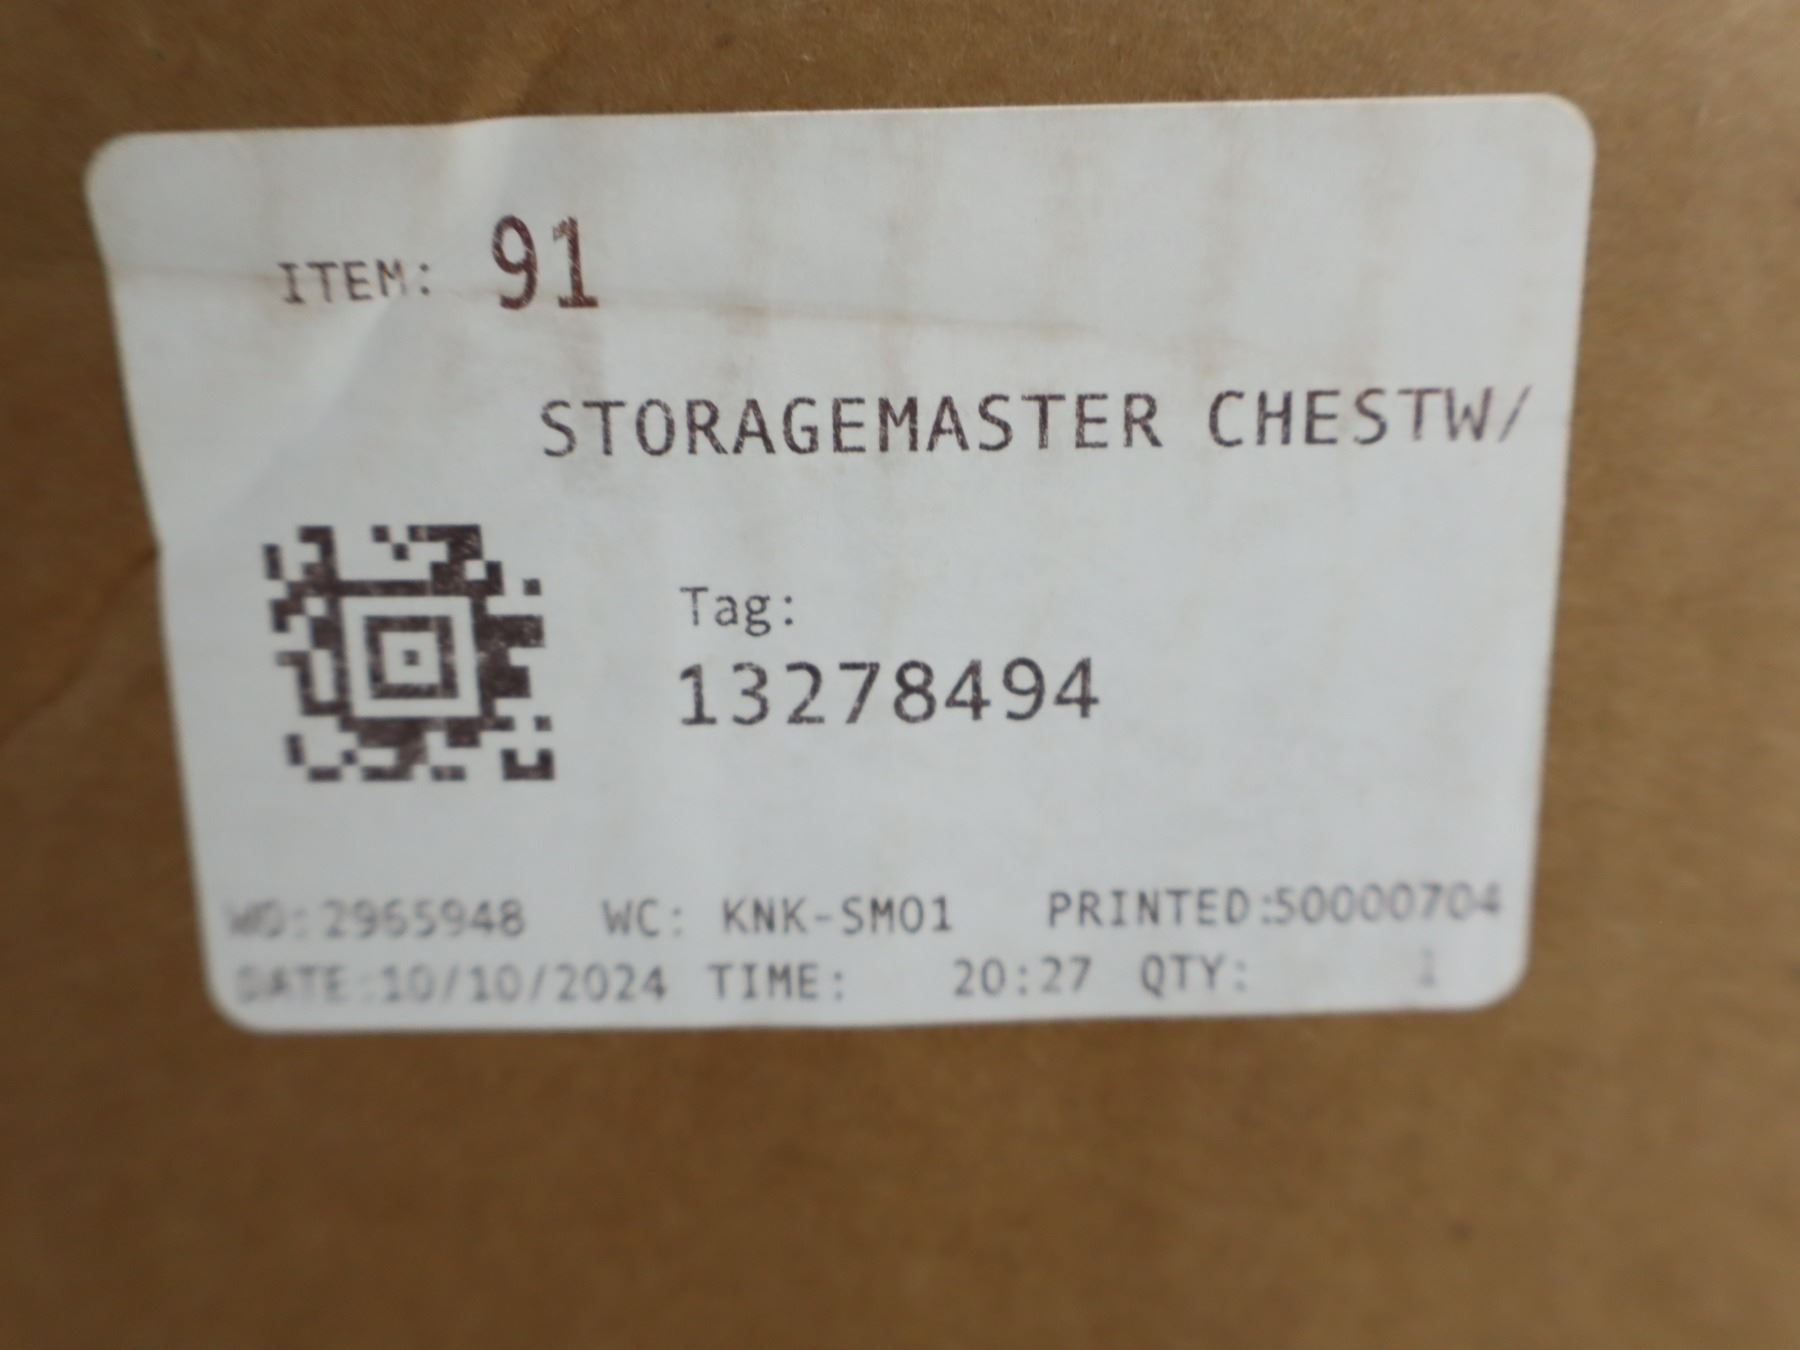 ITEM: 91
STORAGEMASTER CHESTW/
Tag:
13278494
WO:2965948 WC: KNK-SM01 PRINTED:50000704
DATE:10/10/2024 TIME: 20:27 QTY: 1